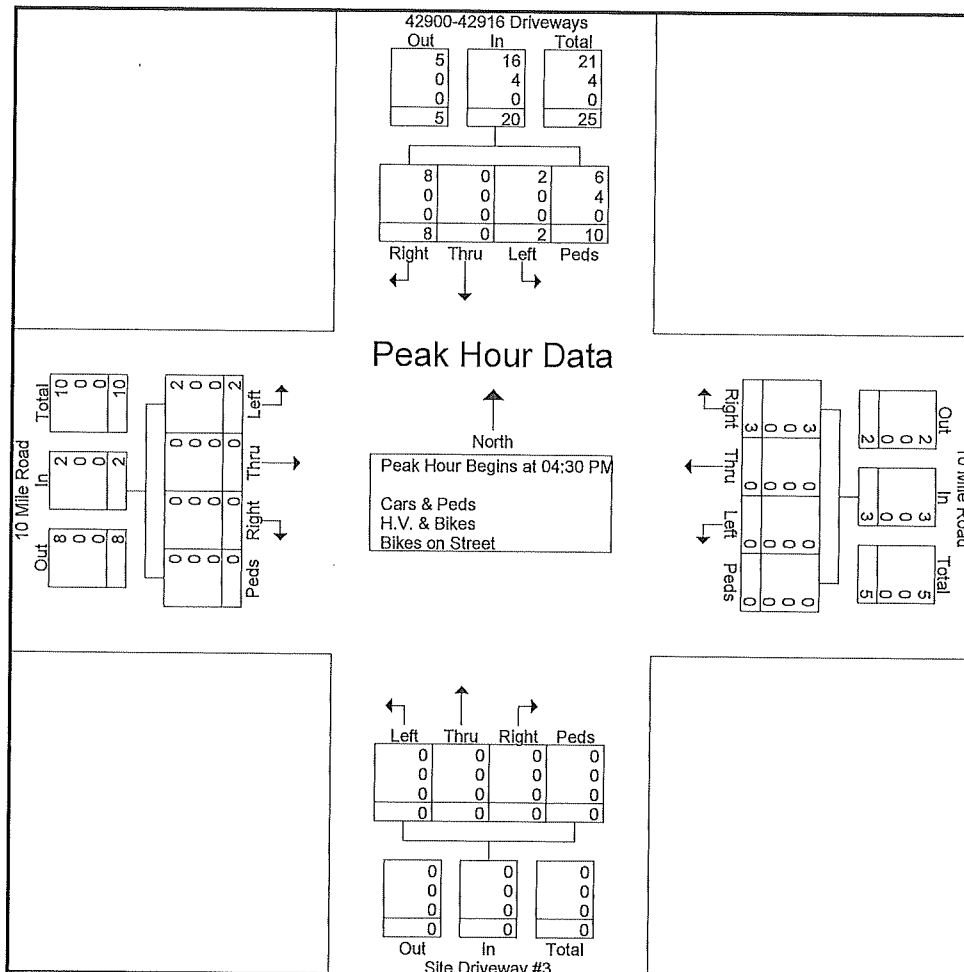 42900-42916 Driveways
Out In Total
5 16 21
0 4 4
0 0 0
5 20 25
8 0 2 6
0 0 0 4
0 0 0 0
8 0 2 10
Right Thru Left Peds
Peak Hour Data
North
Peak Hour Begins at 04:30 PM
Cars & Peds
H.V. & Bikes
Bikes on Street
10 Mile Road
Out In Total
8 2 10
0 0 0
0 0 0
8 2 10
Peds Right Thru Left
0 0 0 2
0 0 0 0
0 0 0 0
0 0 0 2
Right Thru Left Peds
3 0 0 0
0 0 0 0
0 0 0 0
3 0 0 0
Out In Total
2 3 5
0 0 0
0 0 0
2 3 5
10 Mile Road
Left Thru Right Peds
0 0 0 0
0 0 0 0
0 0 0 0
0 0 0 0
0 0 0
0 0 0
0 0 0
0 0 0
Out In Total
Site Driveway #3